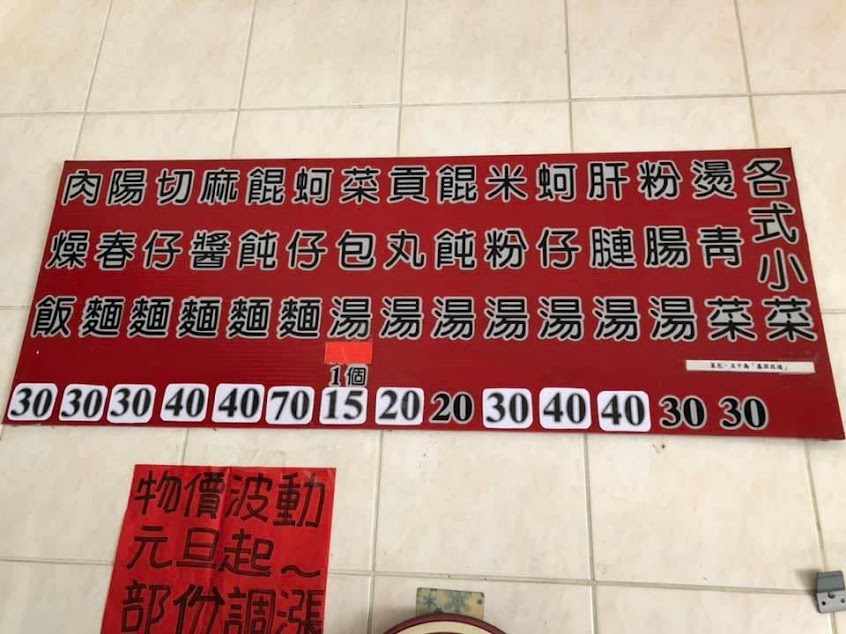 各式小菜
燙青菜 30
粉腸湯 30
肝腱湯 40
蚵仔湯 40
米粉湯 30
餛飩湯 20
貢丸湯 20
菜包湯 1個 15
蚵仔麵 70
餛飩麵 40
麻醬麵 40
切仔麵 30
陽春麵 30
肉燥飯 30
物價波動
元旦起～
部份調漲